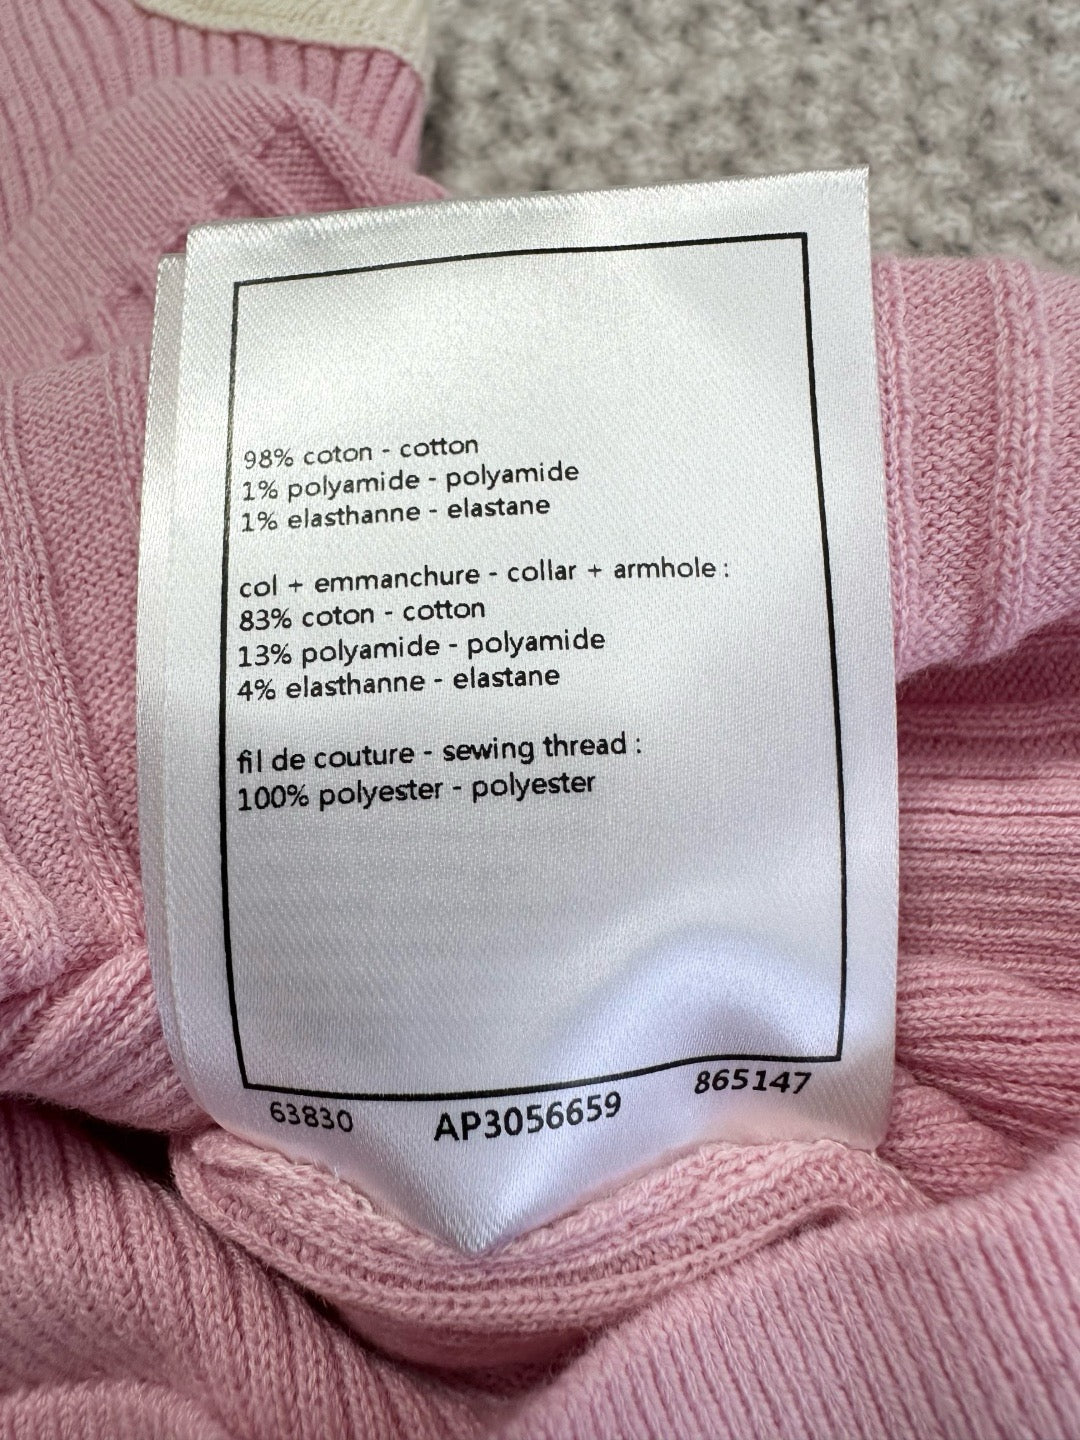 98% coton - cotton
1% polyamide - polyamide
1% elasthanne - elastane
col + emmanchure - collar + armhole :
83% coton - cotton
13% polyamide - polyamide
4% elasthanne - elastane
fil de couture - sewing thread :
100% polyester - polyester
63830 AP3056659 865147